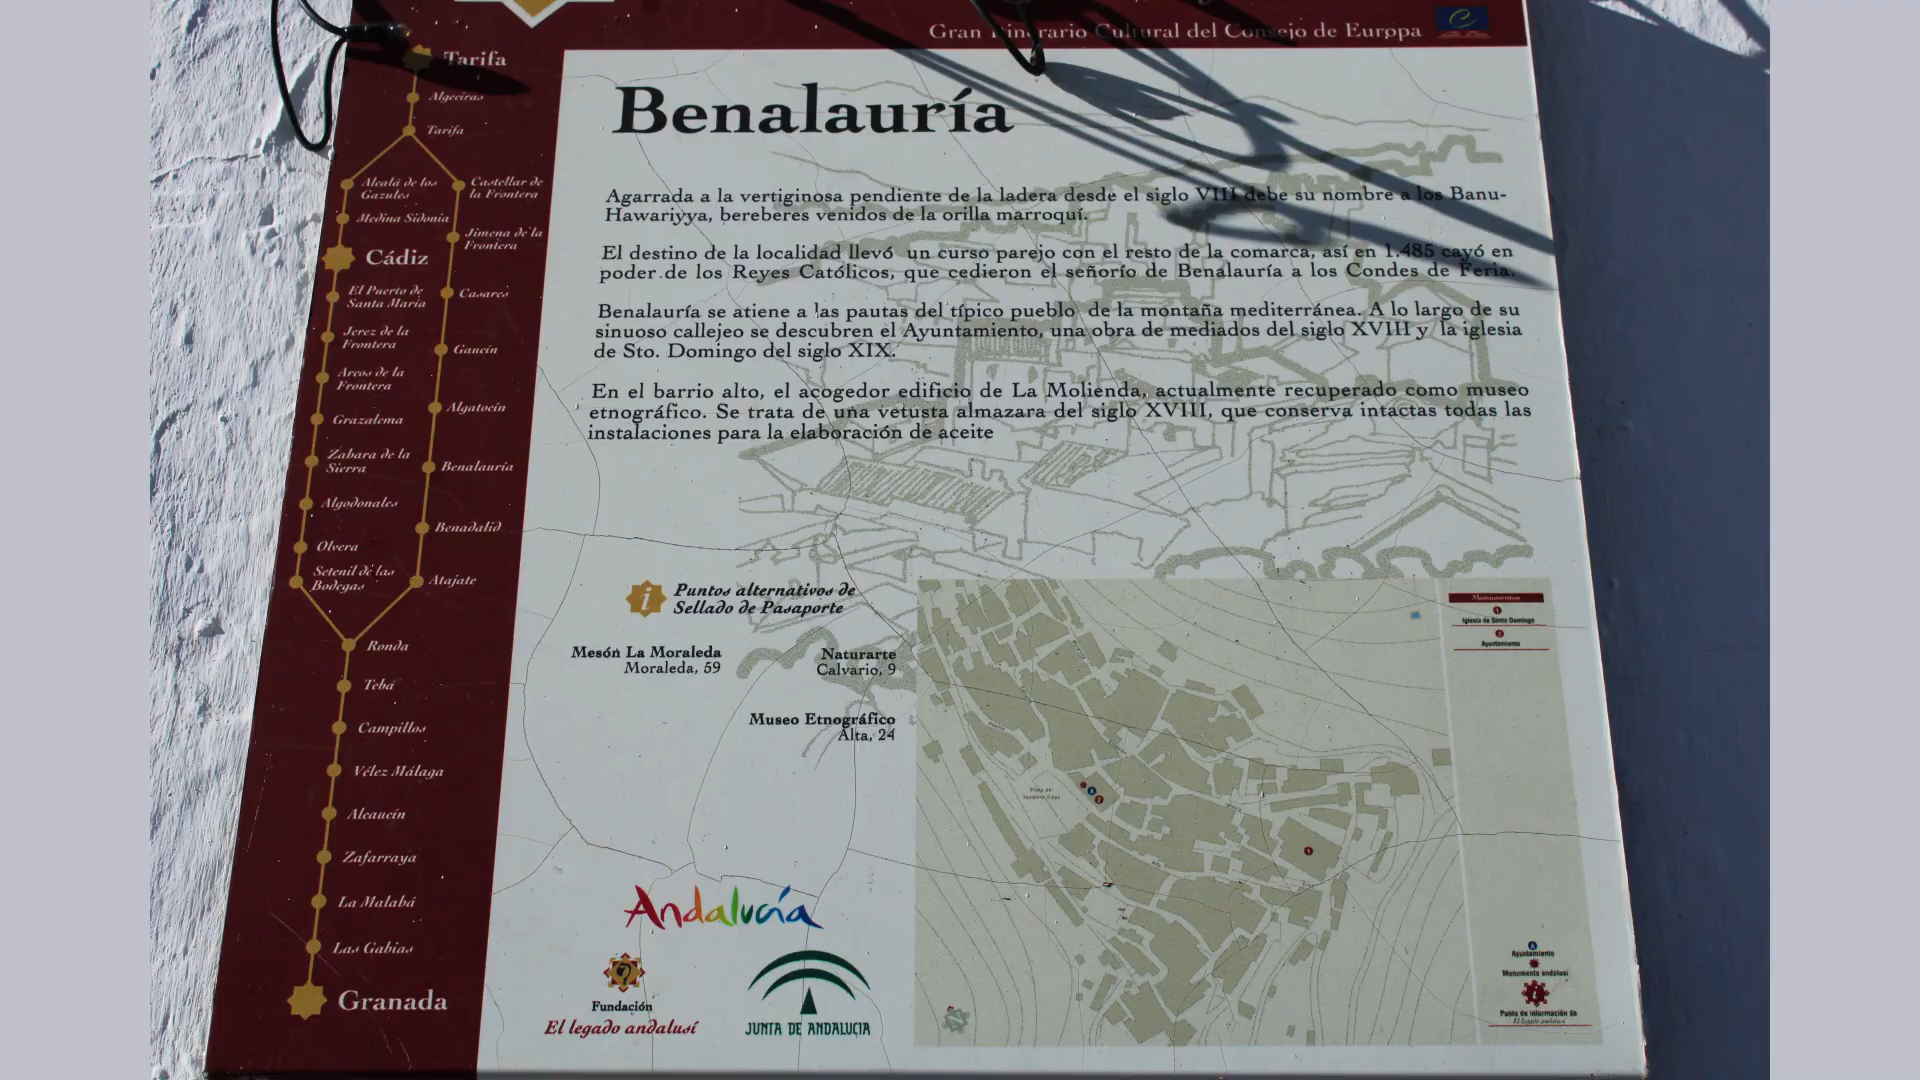 Gran Itinerario Cultural del Consejo de Europa
Tarifa
Algeciras
Tarifa
Alcalá de los
Gazules
Medina Sidonia
Cádiz
El Puerto de
Santa María
Jerez de la
Frontera
Arcos de la
Frontera
Grazalema
Zahara de la
Sierra
Algodonales
Olvera
Setenil de las
Bodegas
Castellar de
la Frontera
Jimena de la
Frontera
Casares
Gaucín
Algatocín
Benalauría
Benadalid
Atajate
Ronda
Teba
Campillos
Vélez Málaga
Alcaucín
Zafarraya
La Malahá
Las Gabias
Granada
Benalauría
Agarrada a la vertiginosa pendiente de la ladera desde el siglo VIII debe su nombre a los Banu-
Hawariyya, bereberes venidos de la orilla marroquí.
El destino de la localidad llevó un curso parejo con el resto de la comarca, así en 1.485 cayó en
poder de los Reyes Católicos, que cedieron el señorío de Benalauría a los Condes de Feria.
Benalauría se atiene a las pautas del típico pueblo de la montaña mediterránea. A lo largo de su
sinuoso callejeo se descubren el Ayuntamiento, una obra de mediados del siglo XVIII y la iglesia
de Sto. Domingo del siglo XIX.
En el barrio alto, el acogedor edificio de La Molienda, actualmente recuperado como museo
etnográfico. Se trata de una vetusta almazara del siglo XVIII, que conserva intactas todas las
instalaciones para la elaboración de aceite
i Puntos alternativos de
Sellado de Pasaporte
Mesón La Moraleda
Moraleda, 59
Naturarte
Calvario, 9
Museo Etnográfico
Alta, 24
Andalucía
Fundación
El legado andalusí
JUNTA DE ANDALUCIA
Monumentos
1
Iglesia de Santo Domingo
2
Ayuntamiento
A
Ayuntamiento
Monumento andalusí
i
Punto de información de
El legado andalusí